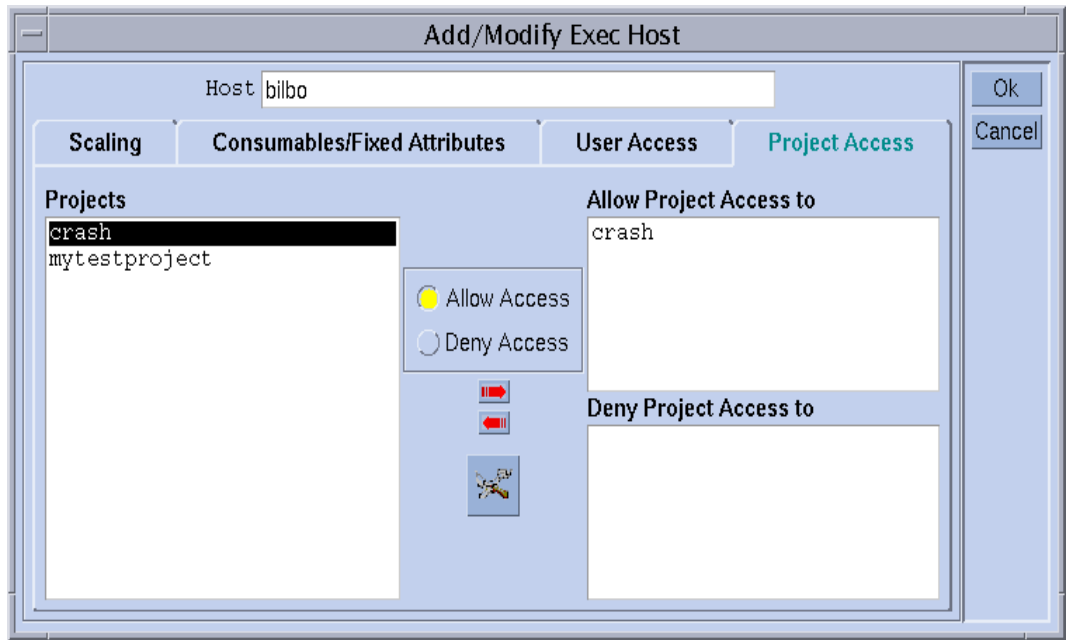 Add/Modify Exec Host
Host bilbo
Ok
Cancel
Scaling
Consumables/Fixed Attributes
User Access
Project Access
Projects
crash
mytestproject
Allow Access
Deny Access
Allow Project Access to
crash
Deny Project Access to